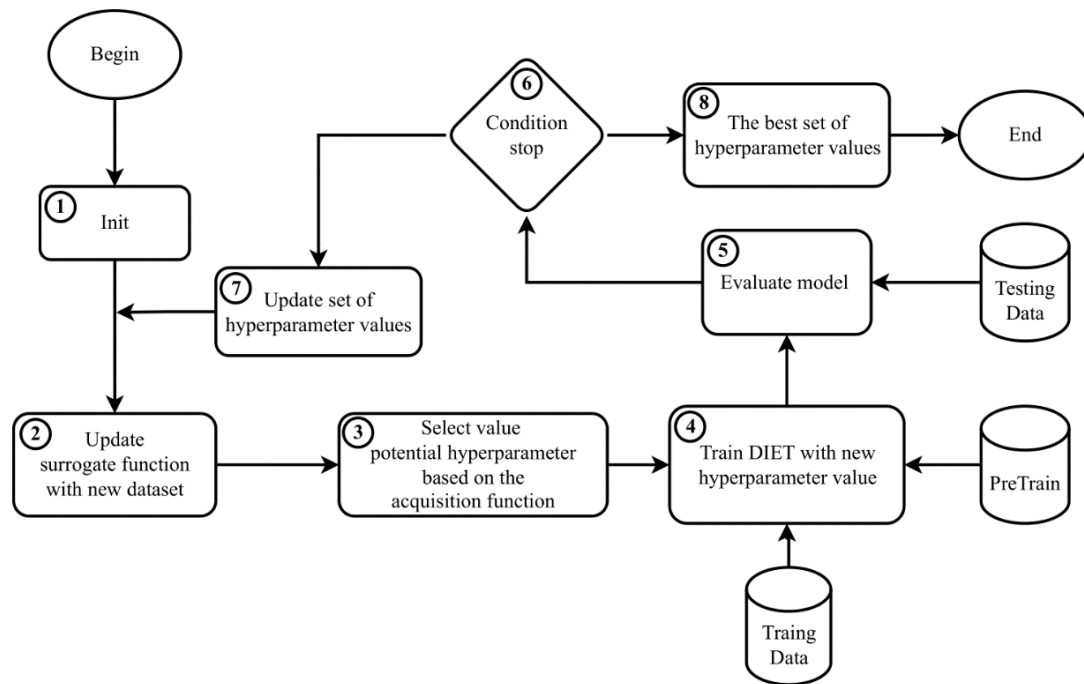 Begin
1
Init
2
Update
surrogate function
with new dataset
3
Select value
potential hyperparameter
based on the
acquisition function
4
Train DIET with new
hyperparameter value
PreTrain
Traing
Data
5
Evaluate model
Testing
Data
6
Condition
stop
7
Update set of
hyperparameter values
8
The best set of
hyperparameter values
End